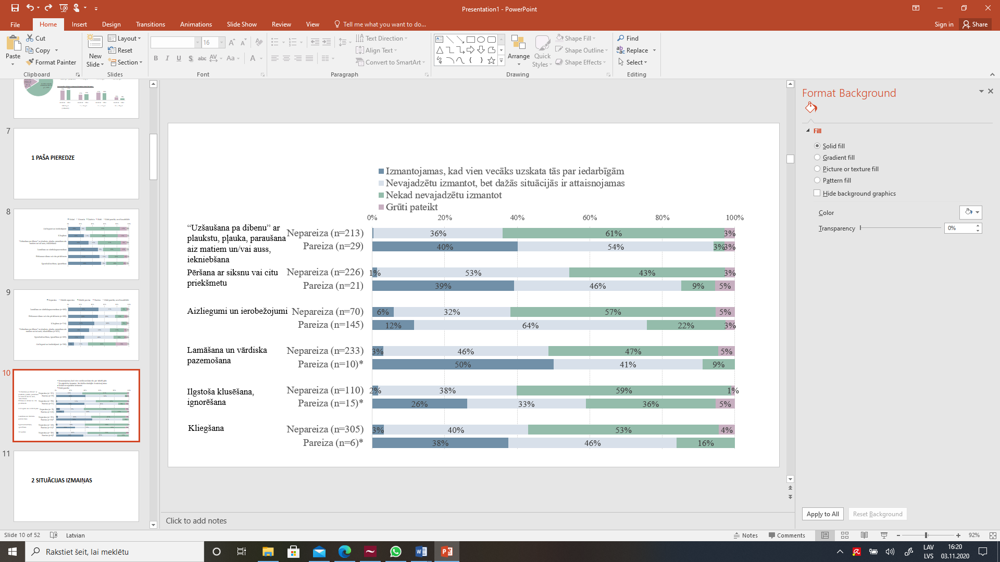 Presentation1 - PowerPoint
File Home Insert Design Transitions Animations Slide Show Review View Tell me what you want to do... Sign in Share
Paste
Cut
Copy
Format Painter
Clipboard
New Slide
Layout
Reset
Section
Slides
16
B I U S abc AV Aa A
Font
Text Direction
Align Text
Convert to SmartArt
Paragraph
Arrange
Quick Styles
Shape Fill
Shape Outline
Shape Effects
Drawing
Find
Replace
Select
Editing
7
1 PAŠA PIEREDZE
8
9
10
11
2 SITUĀCIJAS IZMAIŅAS
Izmantojamas, kad vien vecāks uzskata tās par iedarbīgām
Nevajadzētu izmantot, bet dažās situācijās ir attaisnojamas
Nekad nevajadzētu izmantot
Grūti pateikt
0% 20% 40% 60% 80% 100%
“Uzšaušana pa dibenu” ar
plaukstu, pļauka, paraušana
aiz matiem un/vai auss,
iekniebšana
Nepareiza (n=213) 36% 61% 3%
Pareiza (n=29) 40% 54% 3% 3%
Pēršana ar siksnu vai citu
priekšmetu
Nepareiza (n=226) 1% 53% 43% 3%
Pareiza (n=21) 39% 46% 9% 5%
Aizliegumi un ierobežojumi
Nepareiza (n=70) 6% 32% 57% 5%
Pareiza (n=145) 12% 64% 22% 3%
Lamāšana un vārdiska
pazemošana
Nepareiza (n=233) 3% 46% 47% 5%
Pareiza (n=10)* 50% 41% 9%
Ilgstoša klusēšana,
ignorēšana
Nepareiza (n=110) 2% 38% 59% 1%
Pareiza (n=15)* 26% 33% 36% 5%
Kliegšana
Nepareiza (n=305) 3% 40% 53% 4%
Pareiza (n=6)* 38% 46% 16%
Click to add notes
Format Background
Fill
Solid fill
Gradient fill
Picture or texture fill
Pattern fill
Hide background graphics
Color
Transparency 0%
Apply to All Reset Background
Slide 10 of 52 Latvian Notes Comments 92%
Rakstiet šeit, lai meklētu
LAV
LVS
16:20
03.11.2020